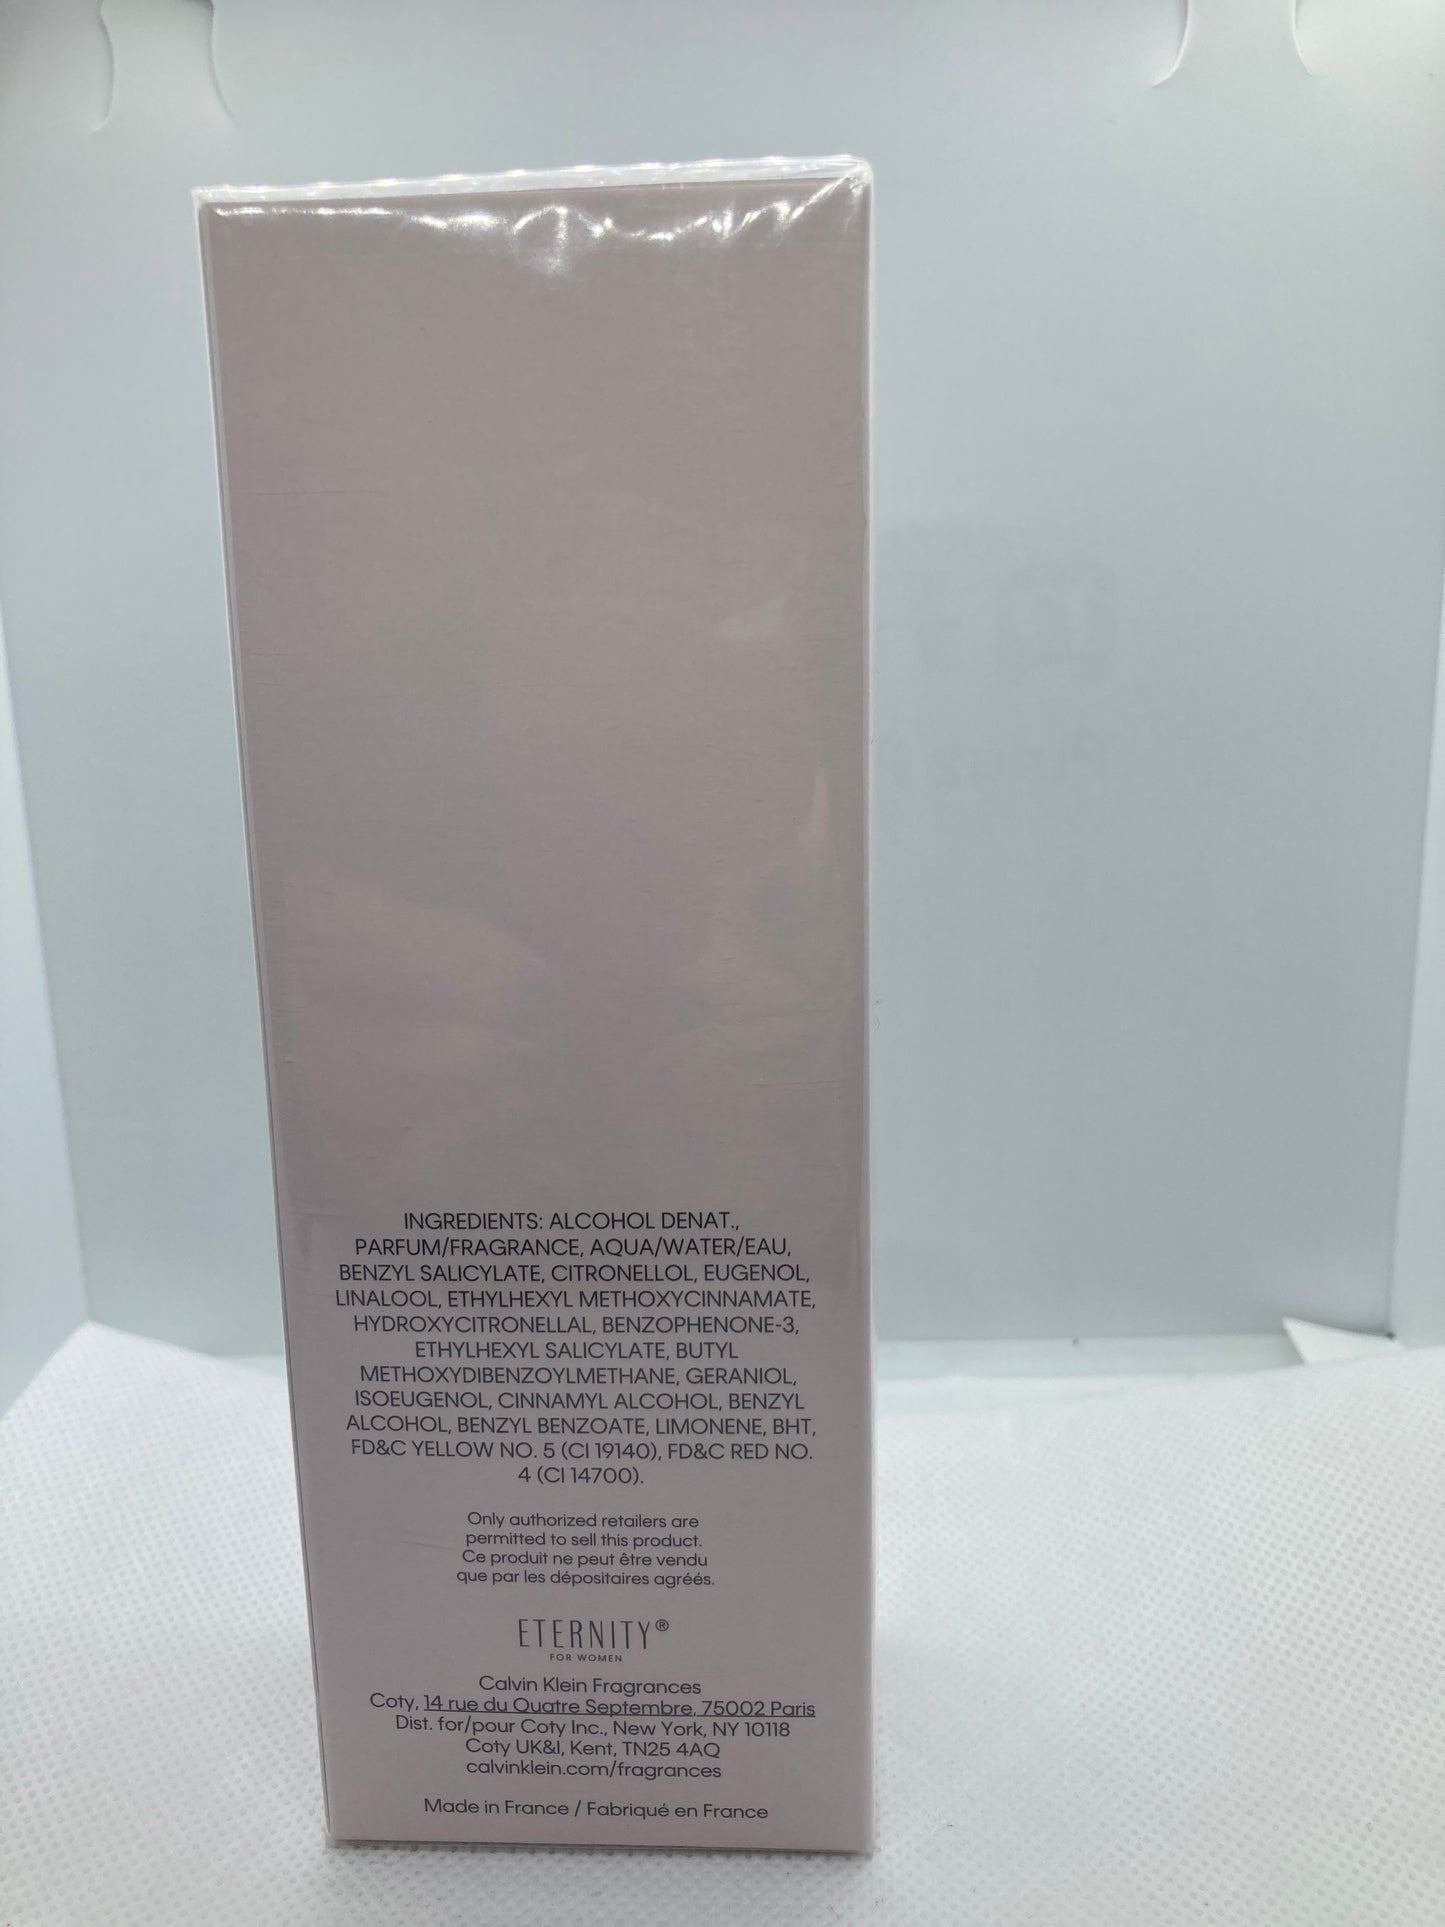 INGREDIENTS: ALCOHOL DENAT.,
PARFUM/FRAGRANCE, AQUA/WATER/EAU,
BENZYL SALICYLATE, CITRONELLOL, EUGENOL,
LINALOOL, ETHYLHEXYL METHOXYCINNAMATE,
HYDROXYCITRONELLAL, BENZOPHENONE-3,
ETHYLHEXYL SALICYLATE, BUTYL
METHOXYDIBENZOYLMETHANE, GERANIOL,
ISOEUGENOL, CINNAMYL ALCOHOL, BENZYL
ALCOHOL, BENZYL BENZOATE, LIMONENE, BHT,
FD&C YELLOW NO. 5 (CI 19140), FD&C RED NO.
4 (CI 14700).
Only authorized retailers are
permitted to sell this product.
Ce produit ne peut être vendu
que par les dépositaires agréés.
ETERNITY®
FOR WOMEN
Calvin Klein Fragrances
Coty, 14 rue du Quatre Septembre, 75002 Paris
Dist. for/pour Coty Inc., New York, NY 10118
Coty UK&I, Kent, TN25 4AQ
calvinklein.com/fragrances
Made in France / Fabriqué en France